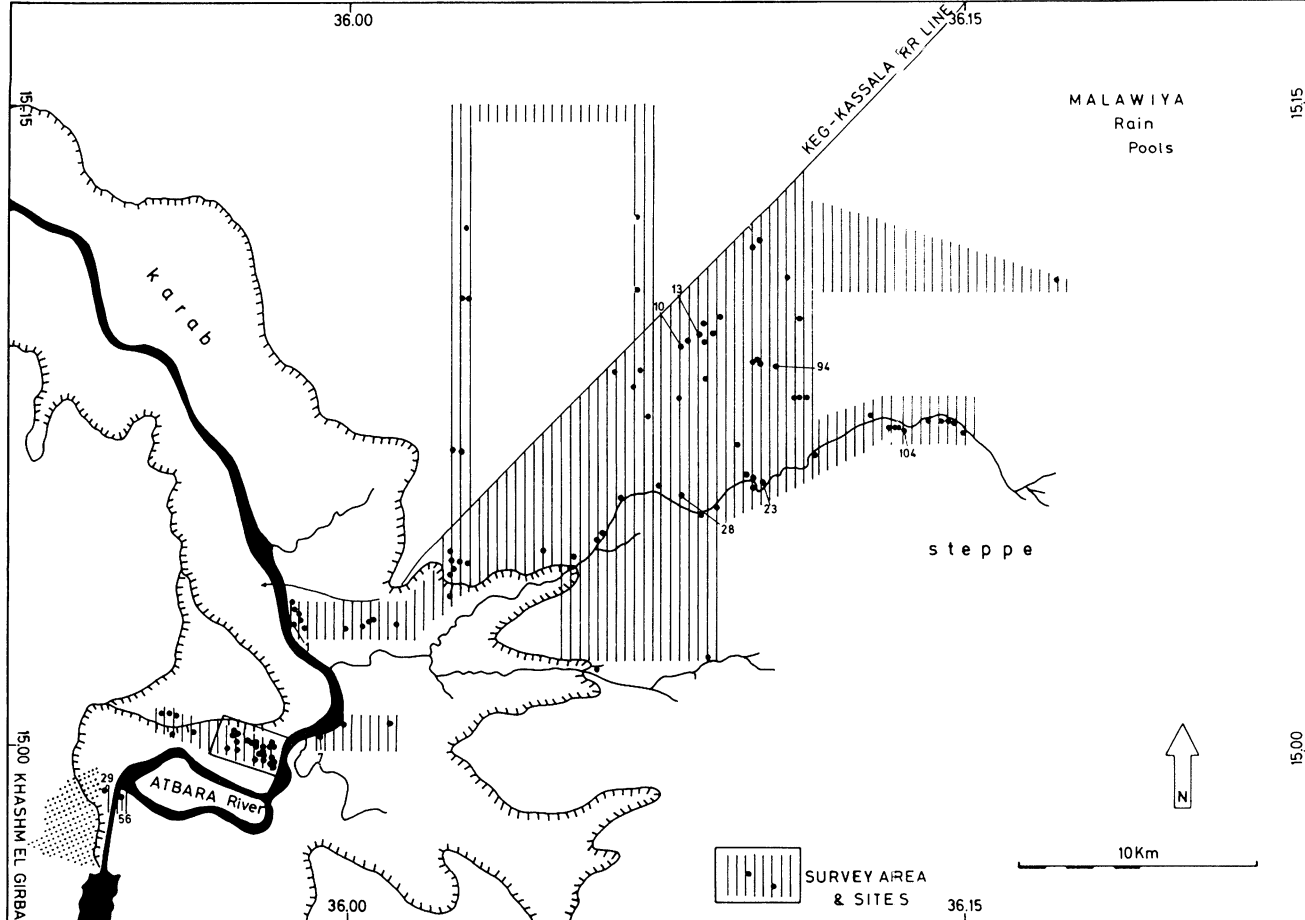 36.00
36.15
KEG-KASSALA RR LINE
15.15
MALAWIYA
Rain
Pools
15.15
karab
13
10
94
104
23
28
steppe
15.00
KHASHM EL GIRBA
29
56
ATBARA River
7
15.00
N
10Km
SURVEY AREA
& SITES
36.00
36.15